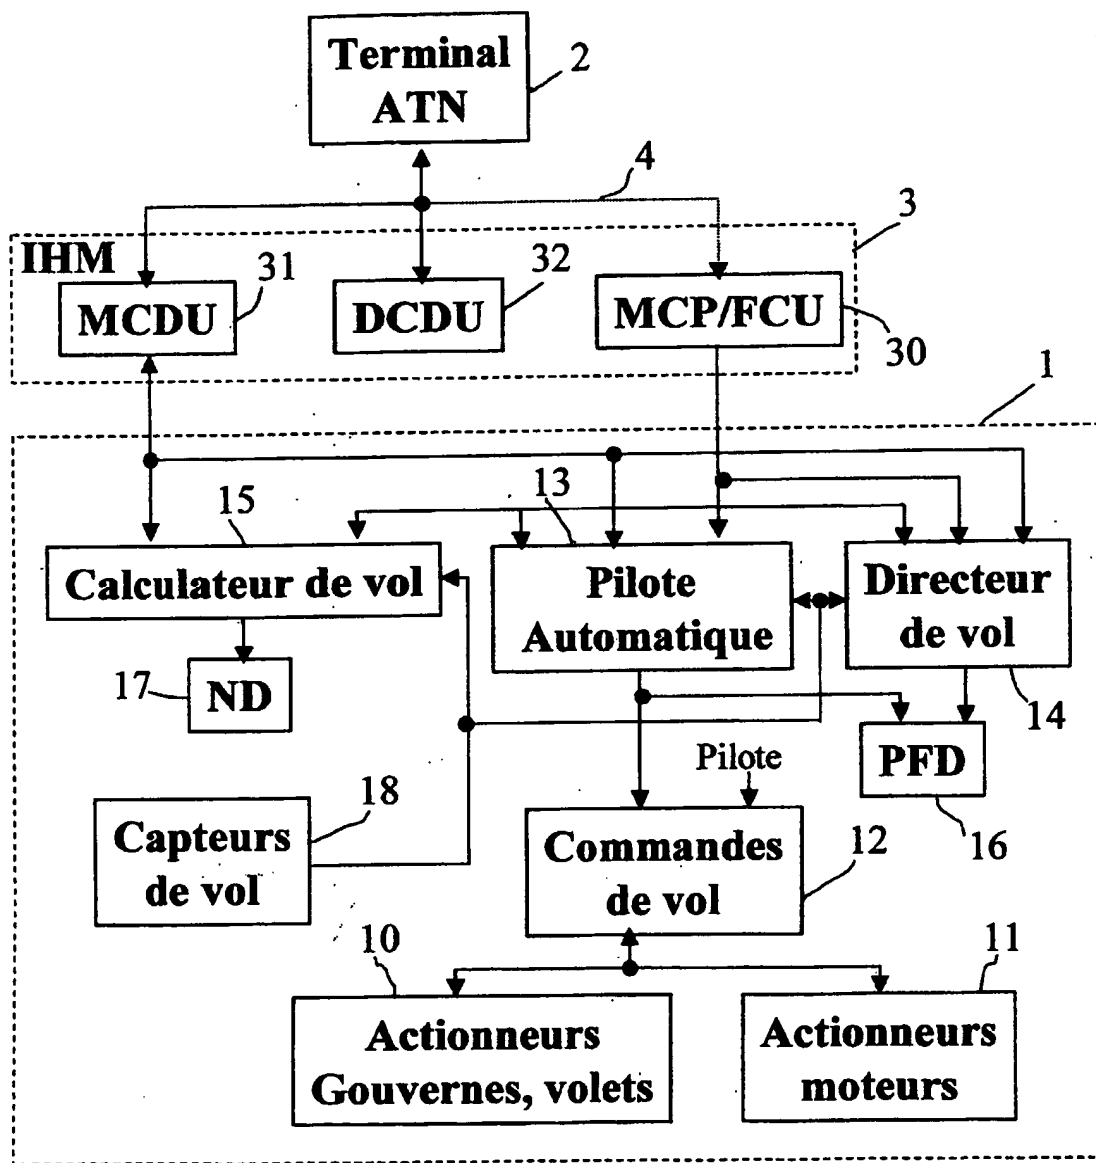 Terminal
ATN
2
4
3
IHM
31
32
MCDU
DCDU
MCP/FCU
30
1
15
13
Calculateur de vol
Pilote
Automatique
Directeur
de vol
17
ND
14
Pilote
PFD
18
Capteurs
de vol
Commandes
de vol
12
16
10
11
Actionneurs
Gouvernes, volets
Actionneurs
moteurs